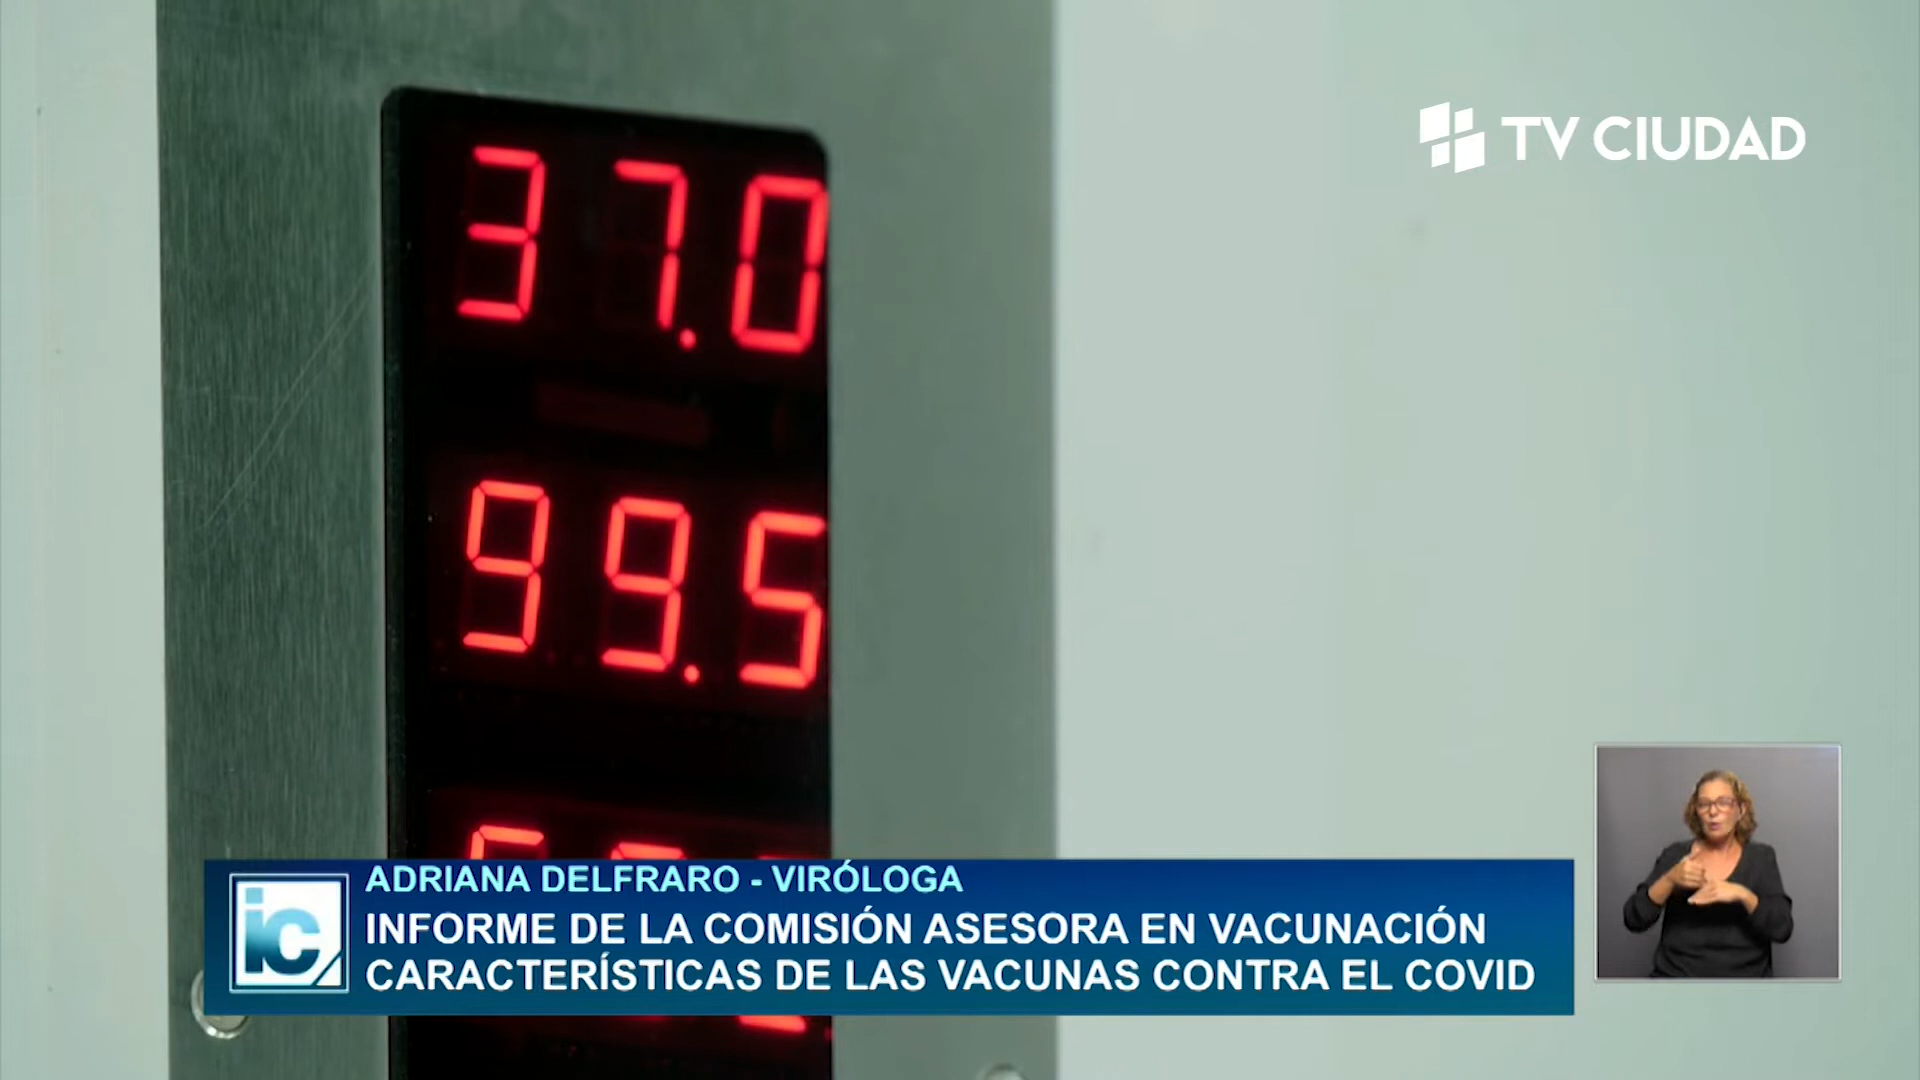 TV CIUDAD
37.0
99.5
ic
ADRIANA DELFRARO - VIRÓLOGA
INFORME DE LA COMISIÓN ASESORA EN VACUNACIÓN
CARACTERÍSTICAS DE LAS VACUNAS CONTRA EL COVID